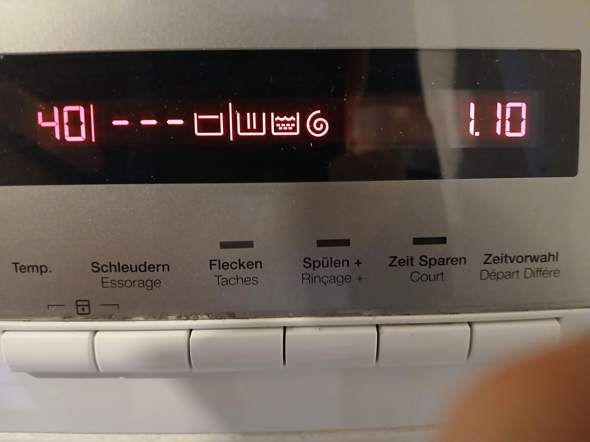 40 --- 1.10
Temp.
Schleudern
Essorage
Flecken
Taches
Spülen +
Rinçage +
Zeit Sparen
Court
Zeitvorwahl
Départ Différé